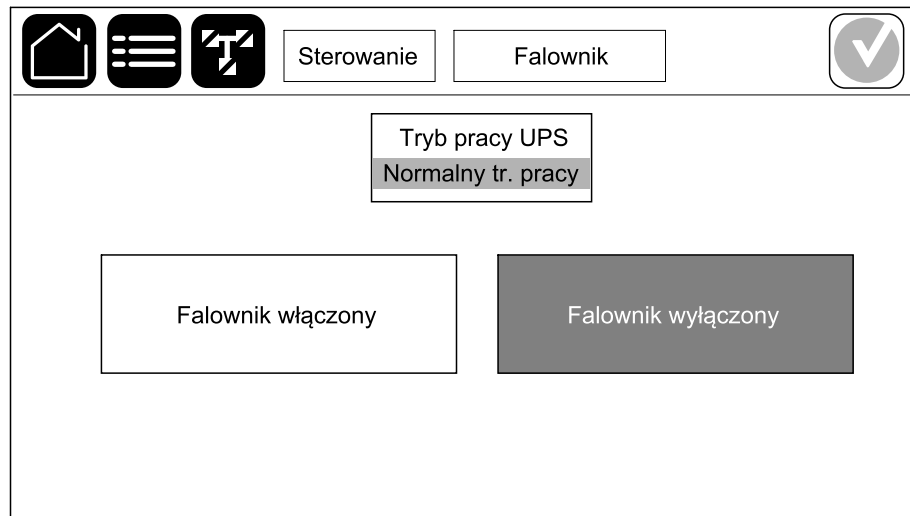 Sterowanie
Falownik
Tryb pracy UPS
Normalny tr. pracy
Falownik włączony
Falownik wyłączony